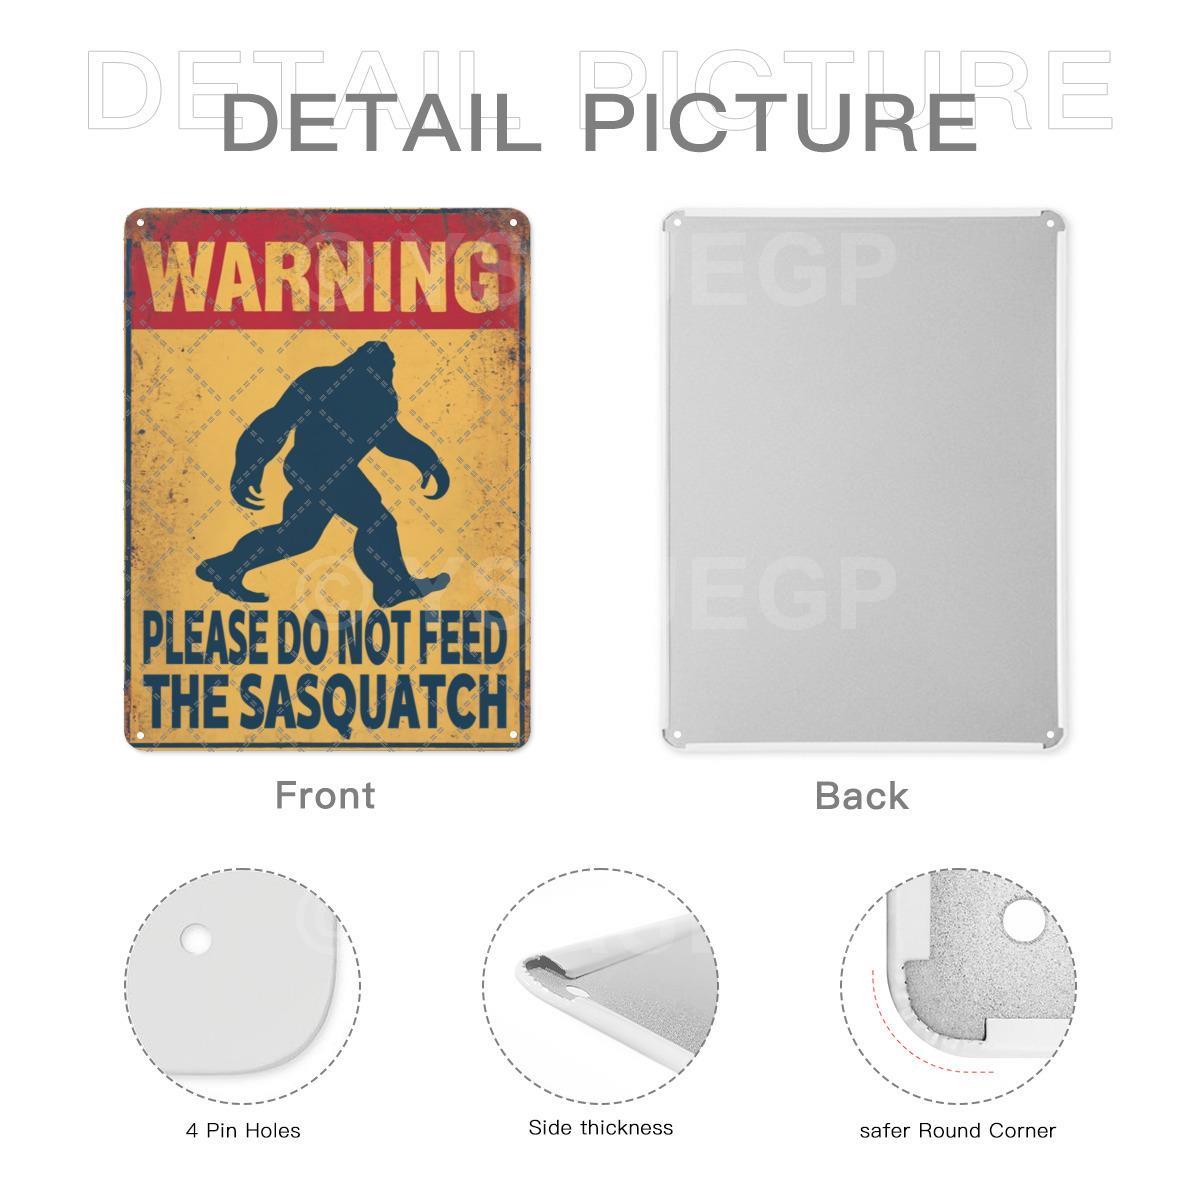 DETAIL PICTURE
DETAIL PICTURE
WARNING
PLEASE DO NOT FEED
THE SASQUATCH
Front
Back
4 Pin Holes
Side thickness
safer Round Corner